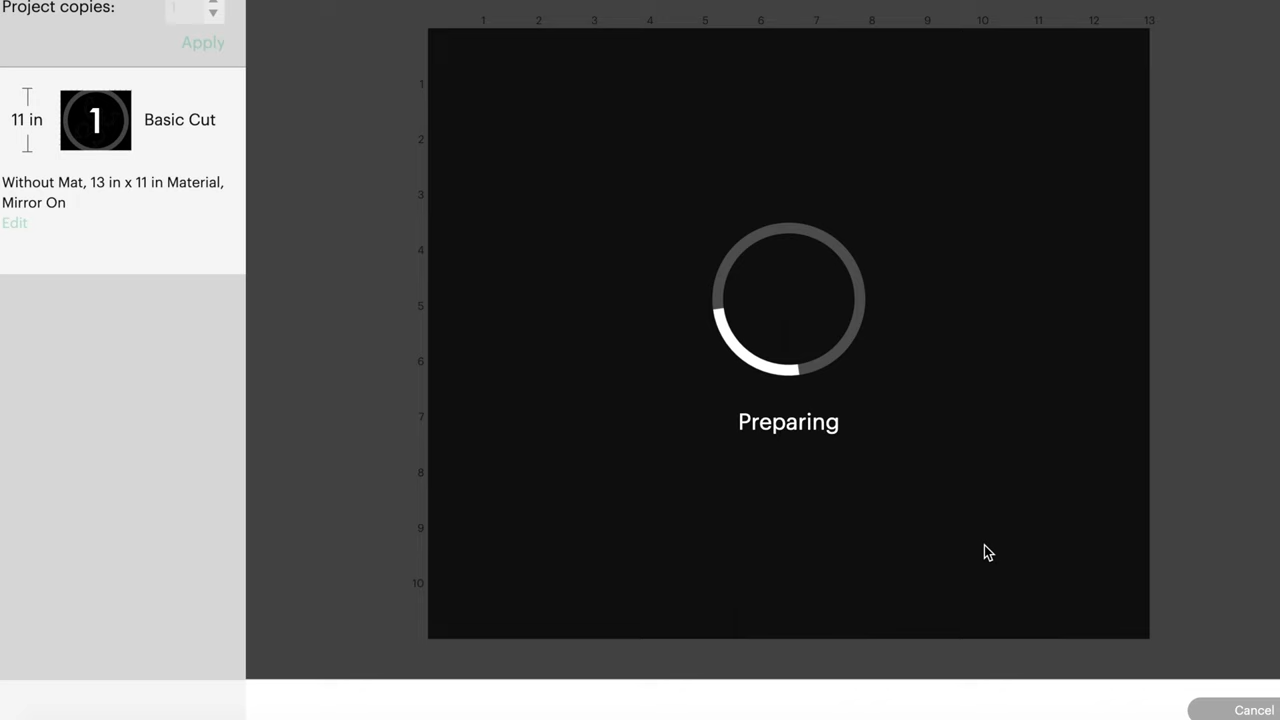 Project copies:
1
Apply
11 in
1
Basic Cut
Without Mat, 13 in x 11 in Material,
Mirror On
Edit
1 2 3 4 5 6 7 8 9 10 11 12 13
1
2
3
4
5
6
7
8
9
10
Preparing
Cancel